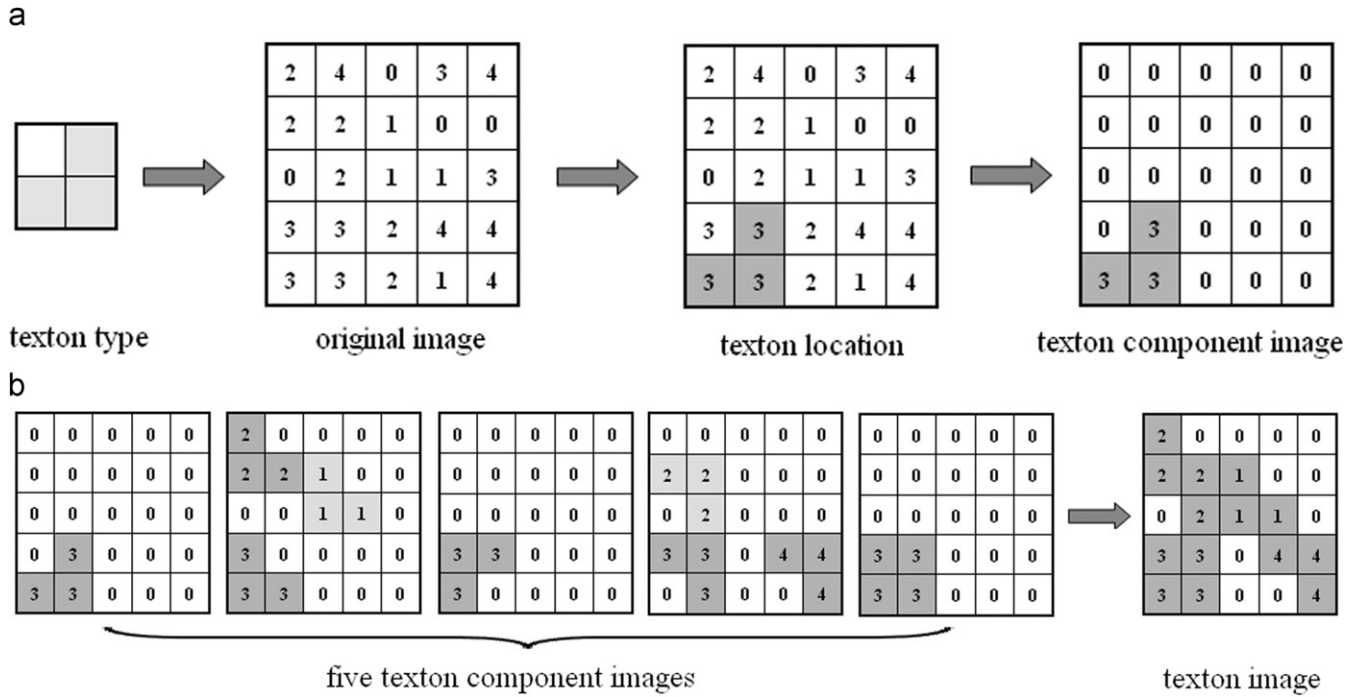 a
2 4 0 3 4
2 2 1 0 0
0 2 1 1 3
3 3 2 4 4
3 3 2 1 4
2 4 0 3 4
2 2 1 0 0
0 2 1 1 3
3 3 2 4 4
3 3 2 1 4
0 0 0 0 0
0 0 0 0 0
0 0 0 0 0
0 3 0 0 0
3 3 0 0 0
texton type
original image
texton location
texton component image
b
0 0 0 0 0
0 0 0 0 0
0 0 0 0 0
0 3 0 0 0
3 3 0 0 0
2 0 0 0 0
2 2 1 0 0
0 0 1 1 0
3 0 0 0 0
3 3 0 0 0
0 0 0 0 0
0 0 0 0 0
0 0 0 0 0
3 3 0 0 0
3 0 0 0 0
0 0 0 0 0
2 2 0 0 0
0 2 0 0 0
3 3 0 4 4
0 3 0 0 4
0 0 0 0 0
0 0 0 0 0
0 0 0 0 0
3 3 0 0 0
3 3 0 0 0
2 0 0 0 0
2 2 1 0 0
0 2 1 1 0
3 3 0 4 4
3 3 0 0 4
five texton component images
texton image